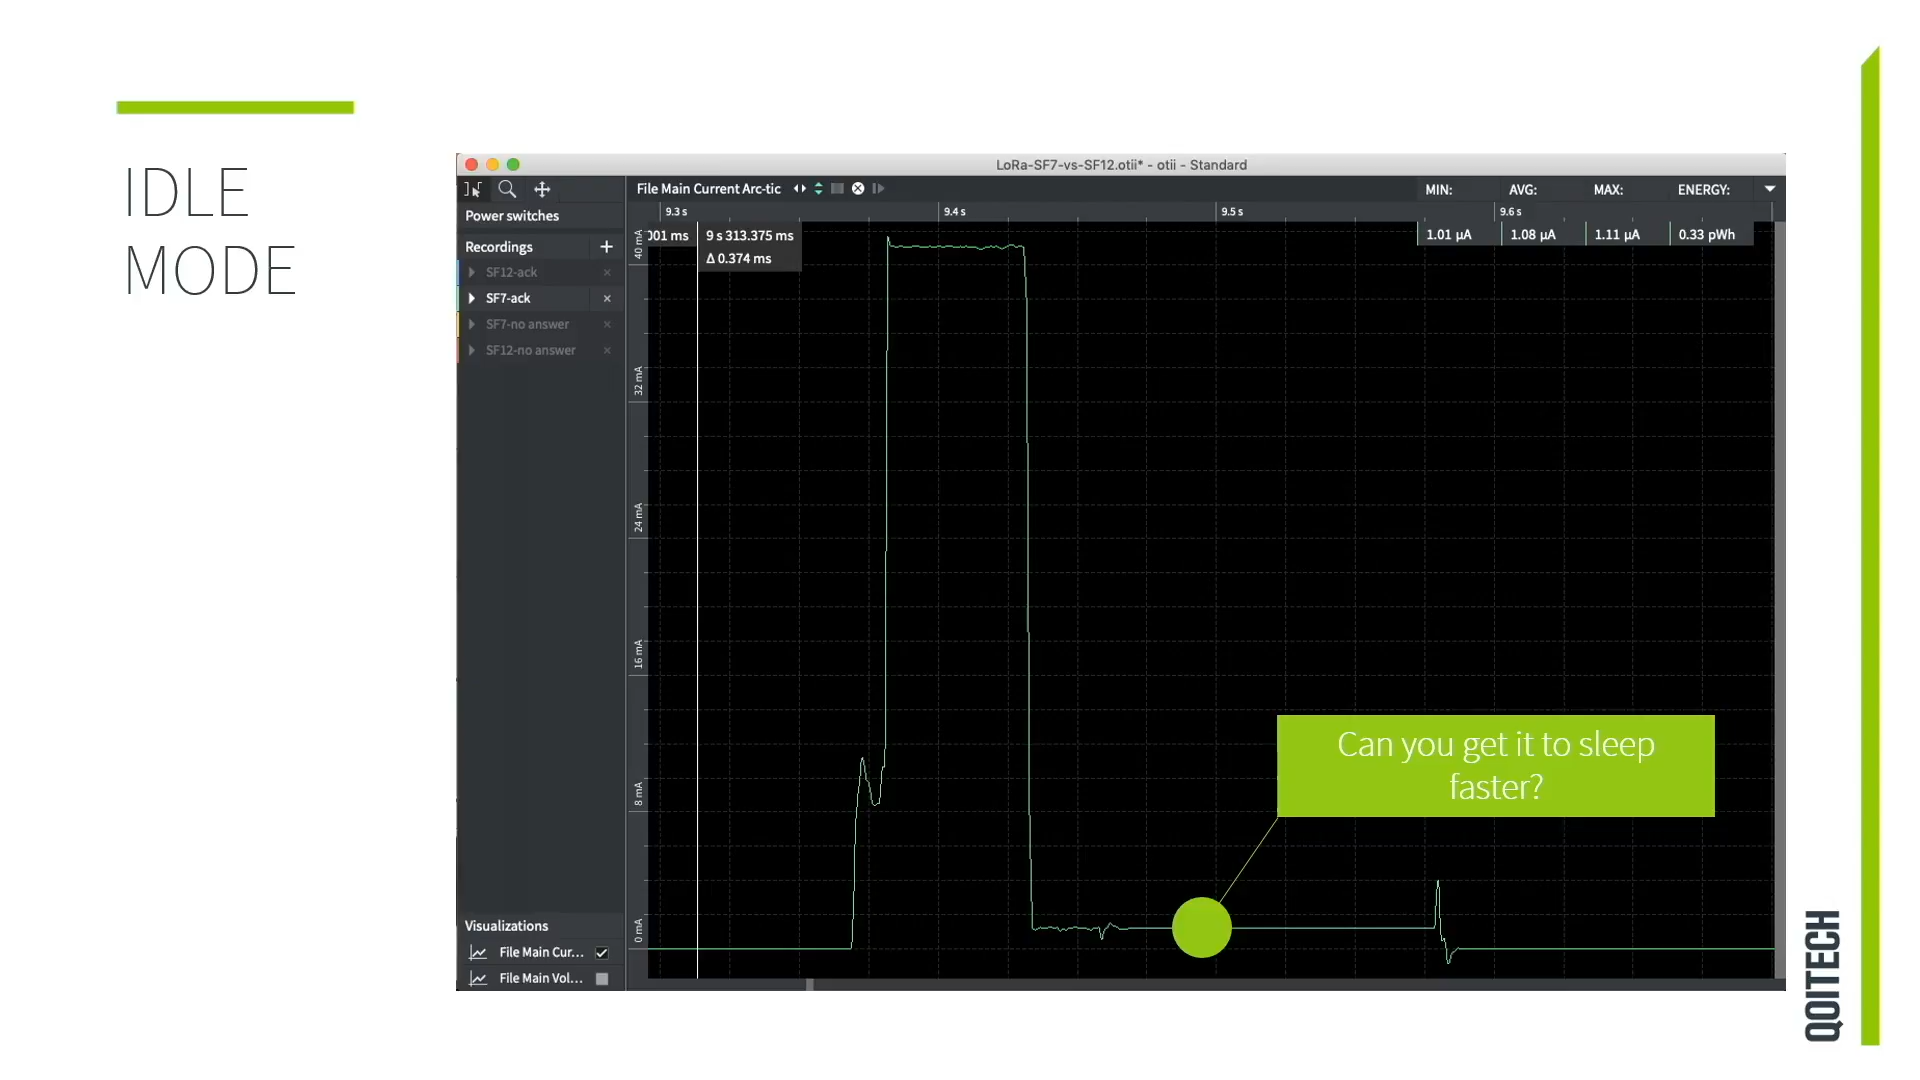 IDLE
MODE
LoRa-SF7-vs-SF12.otii* - otii - Standard
File Main Current Arc-tic
MIN: AVG: MAX: ENERGY:
Power switches
9.3 s 9.4 s 9.5 s 9.6 s
001 ms
9 s 313.375 ms
Δ 0.374 ms
1.01 µA 1.08 µA 1.11 µA 0.33 pWh
Recordings +
SF12-ack
SF7-ack
SF7-no answer
SF12-no answer
40 mA
32 mA
24 mA
16 mA
8 mA
0 mA
Can you get it to sleep
faster?
Visualizations
File Main Cur...
File Main Vol...
QOITECH